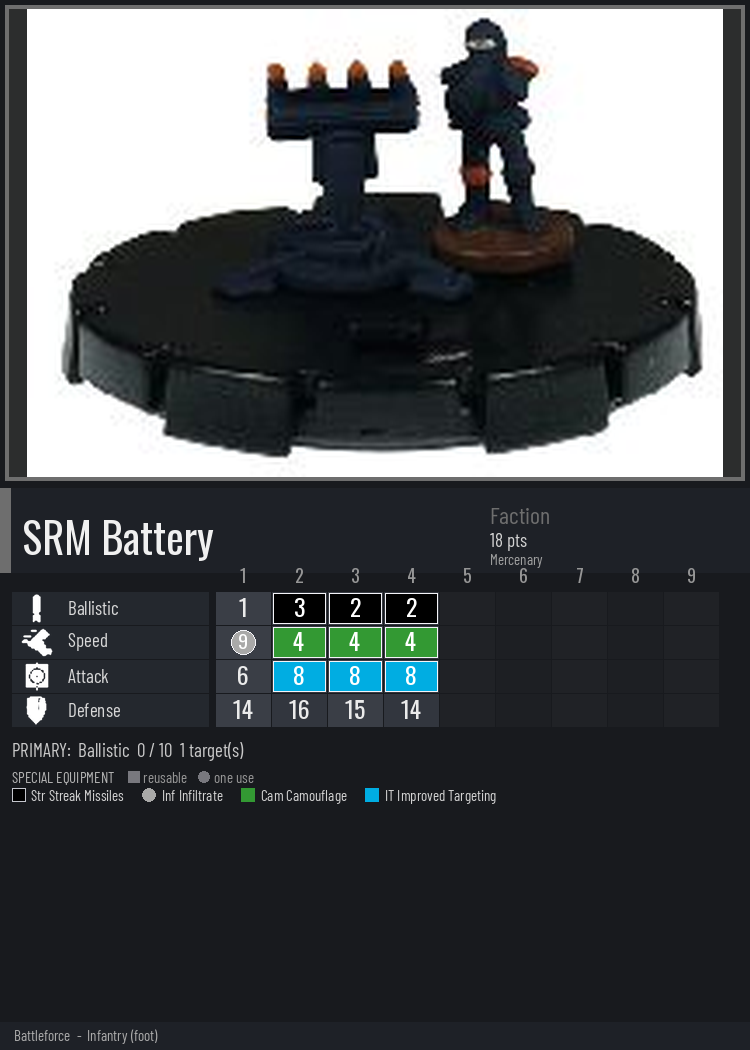 SRM Battery
Faction
18 pts
Mercenary
1 2 3 4 5 6 7 8 9
Ballistic 1 3 2 2
Speed 9 4 4 4
Attack 6 8 8 8
Defense 14 16 15 14
PRIMARY: Ballistic 0 / 10 1 target(s)
SPECIAL EQUIPMENT reusable one use
Str Streak Missiles Inf Infiltrate Cam Camouflage IT Improved Targeting
Battleforce - Infantry (foot)